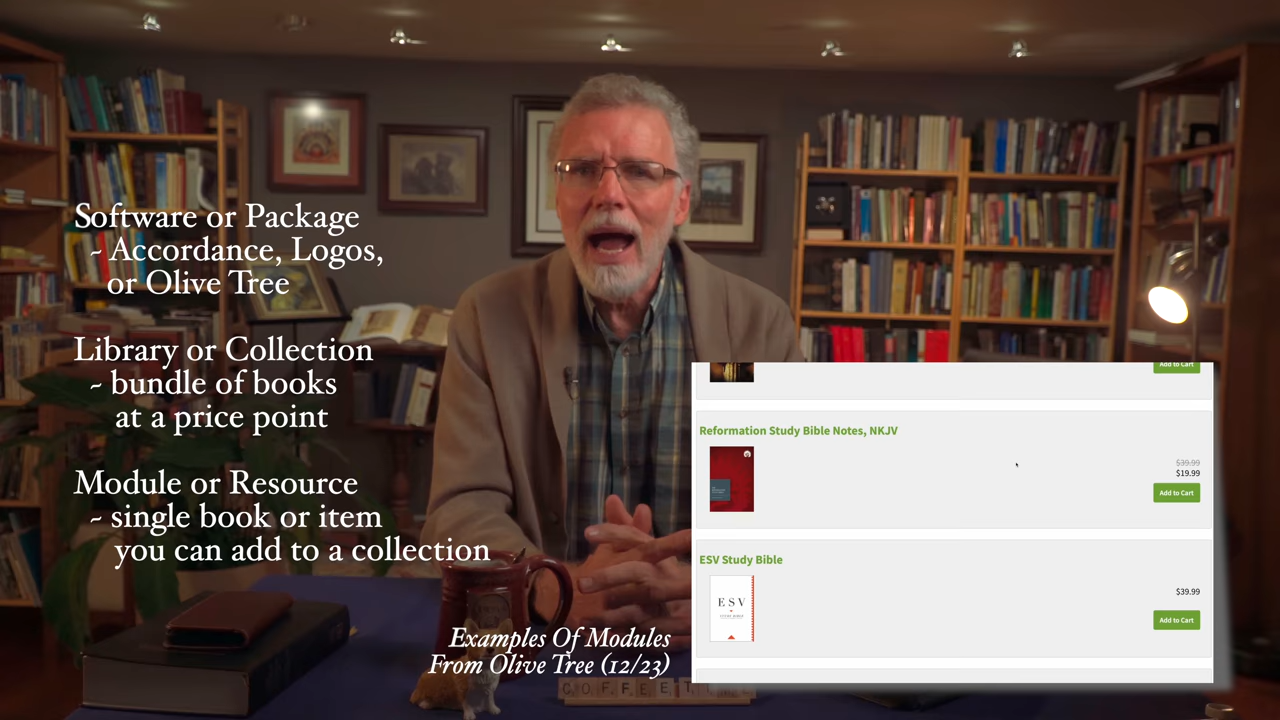 Software or Package
~ Accordance, Logos,
or Olive Tree
Library or Collection
~ bundle of books
at a price point
Module or Resource
~ single book or item
you can add to a collection
Examples Of Modules
From Olive Tree (12/23)
Add to Cart
Reformation Study Bible Notes, NKJV
$39.99
$19.99
Add to Cart
ESV Study Bible
ESV
$39.99
Add to Cart
COFFEE TIME